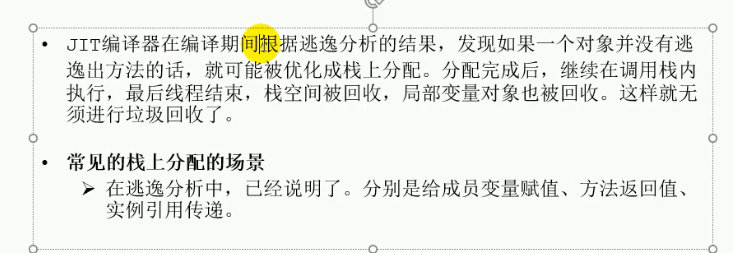 • JIT编译器在编译期间根据逃逸分析的结果，发现如果一个对象并没有逃
逸出方法的话，就可能被优化成栈上分配。分配完成后，继续在调用栈内
执行，最后线程结束，栈空间被回收，局部变量对象也被回收。这样就无
须进行垃圾回收了。
• 常见的栈上分配的场景
➢ 在逃逸分析中，已经说明了。分别是给成员变量赋值、方法返回值、
实例引用传递。